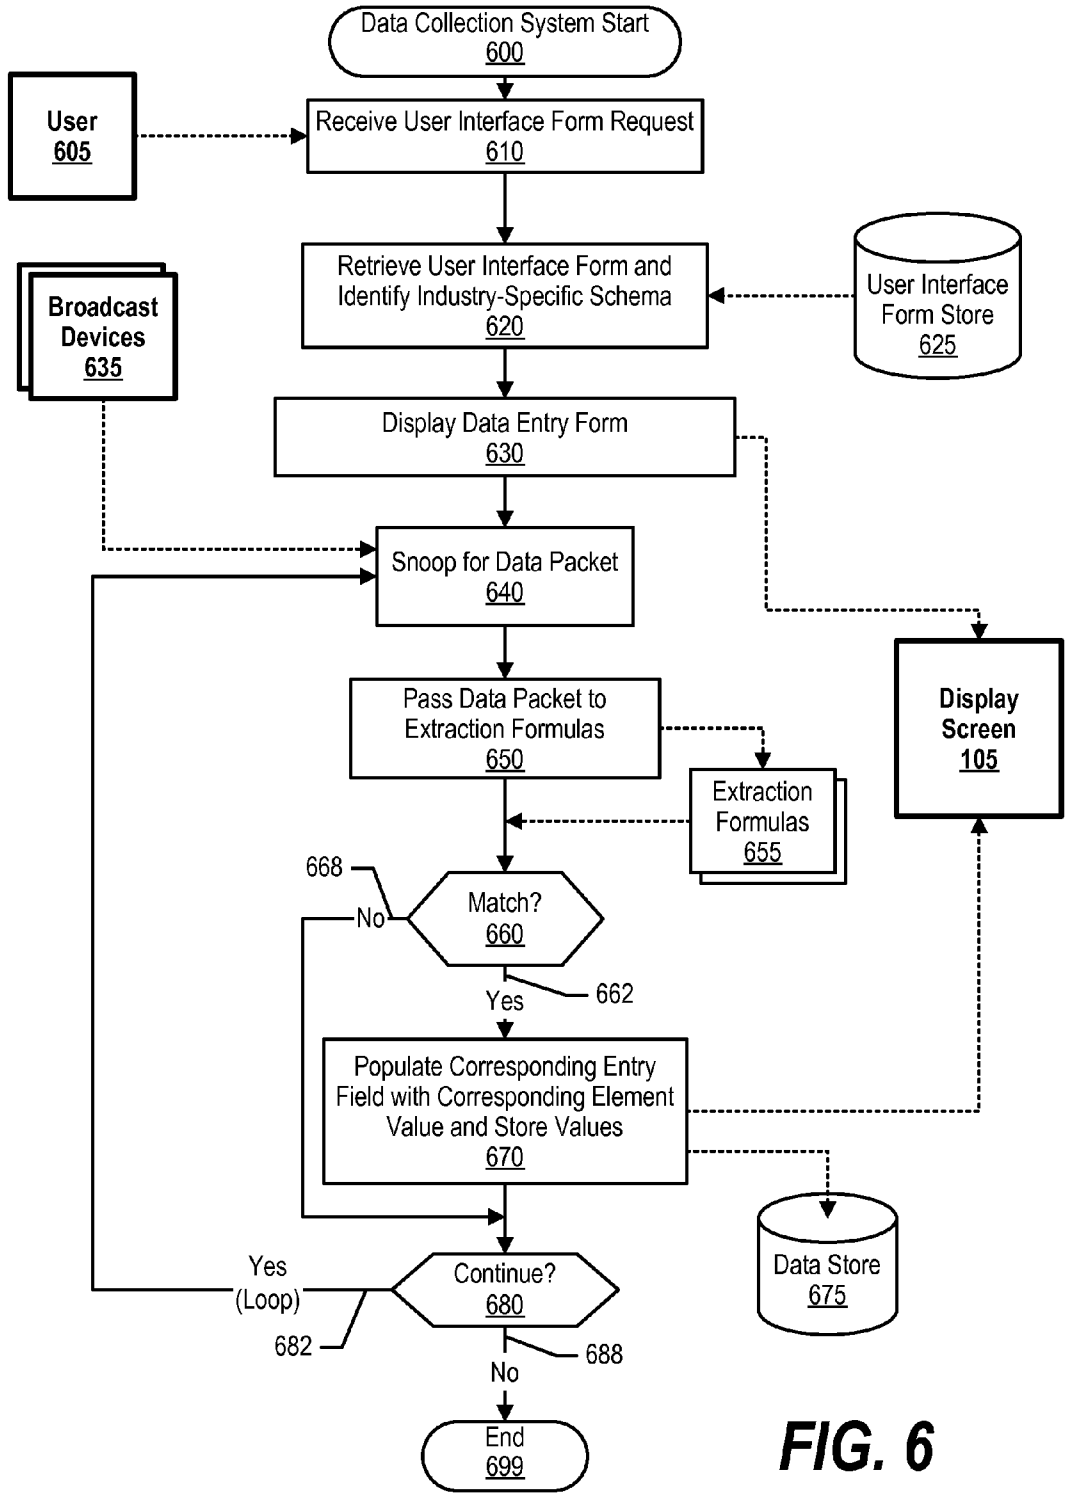 Data Collection System Start
600
User
605
Receive User Interface Form Request
610
Retrieve User Interface Form and
Identify Industry-Specific Schema
620
User Interface
Form Store
625
Broadcast
Devices
635
Display Data Entry Form
630
Snoop for Data Packet
640
Pass Data Packet to
Extraction Formulas
650
Display
Screen
105
Extraction
Formulas
655
668
Match?
660
No
662
Yes
Populate Corresponding Entry
Field with Corresponding Element
Value and Store Values
670
Data Store
675
Continue?
680
Yes
(Loop)
682
688
No
End
699
FIG. 6